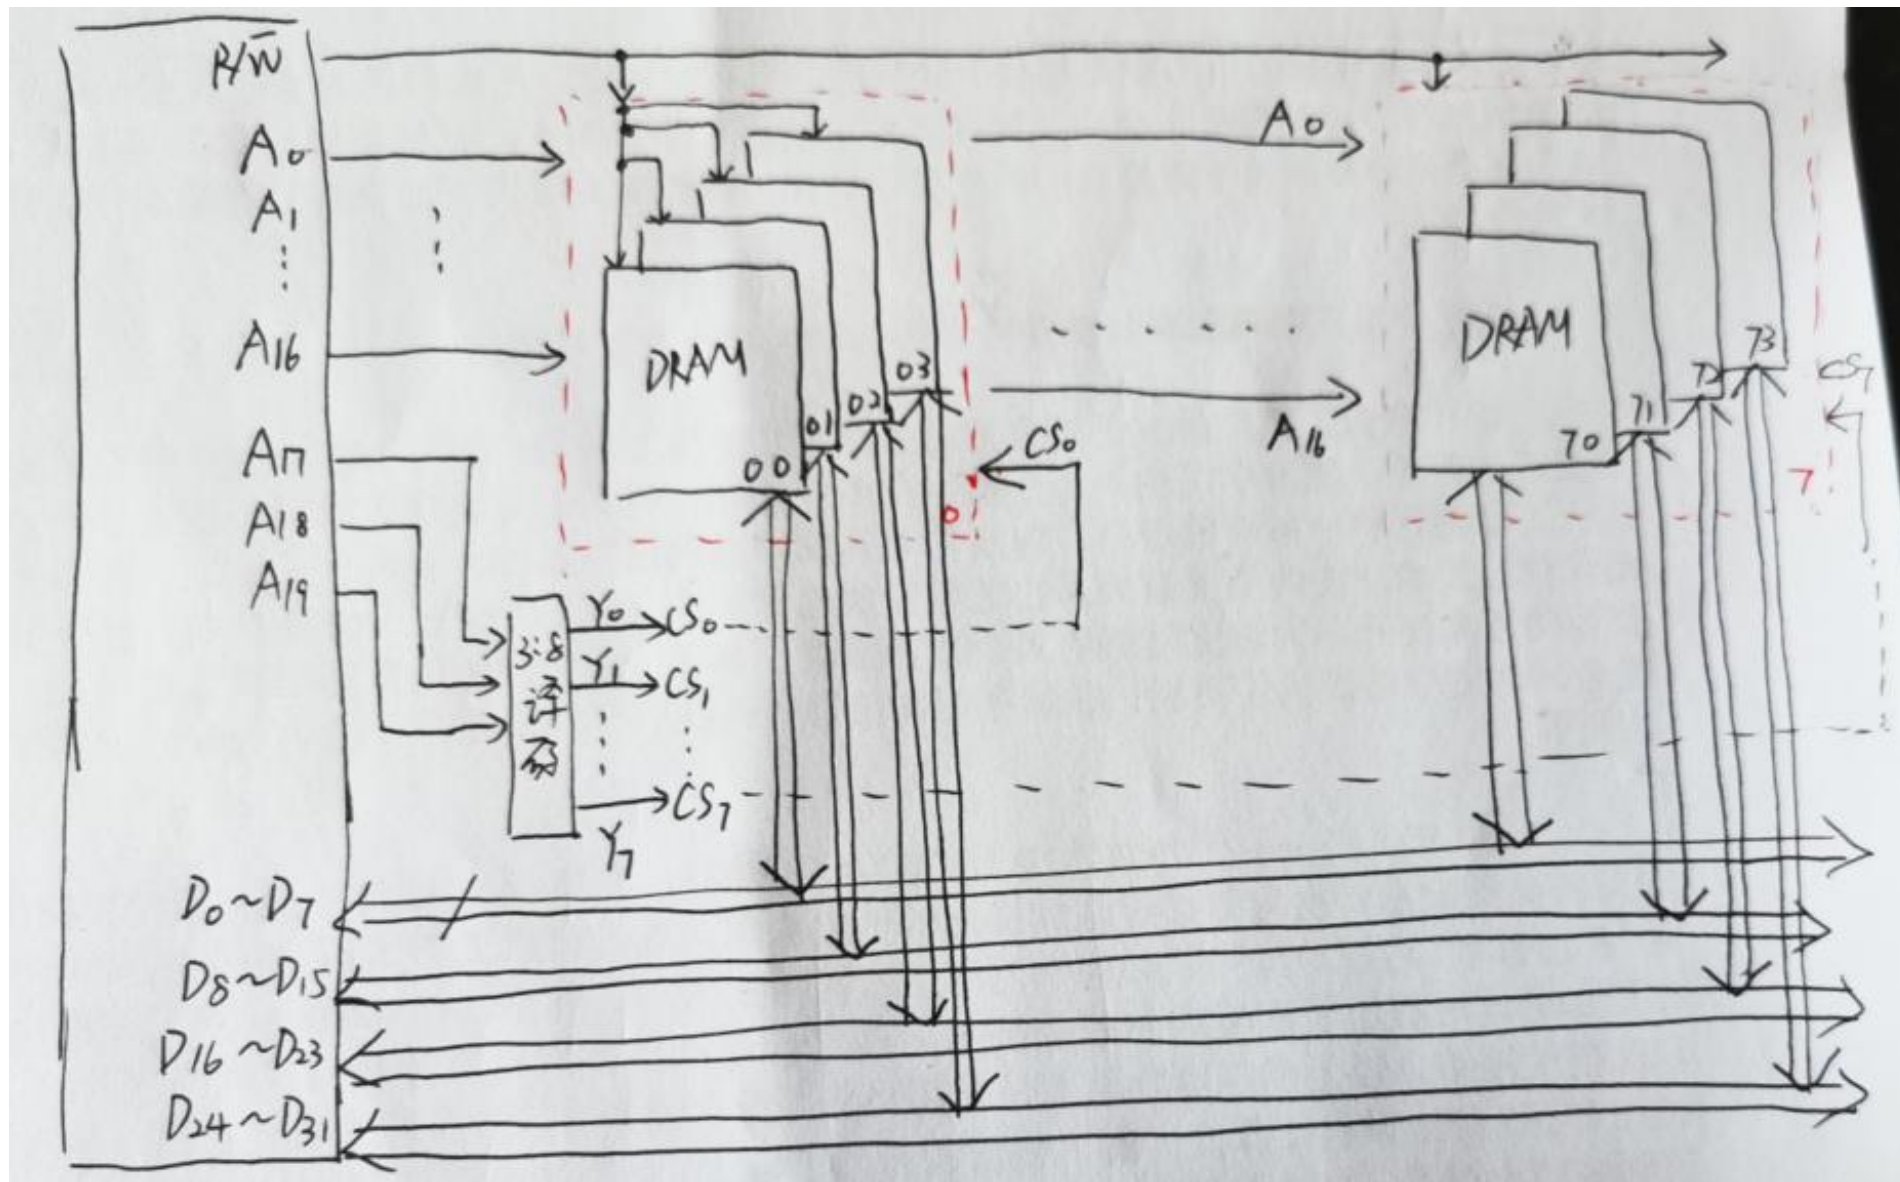 R/W̅
A0
A0
A1
A16
DRAM
DRAM
00
01
02
03
70
71
72
73
CS0
A16
CS7
A17
A18
A19
0
7
3:8
译
码
Y0
CS0
Y1
CS1
Y7
CS7
D0~D7
D8~D15
D16~D23
D24~D31